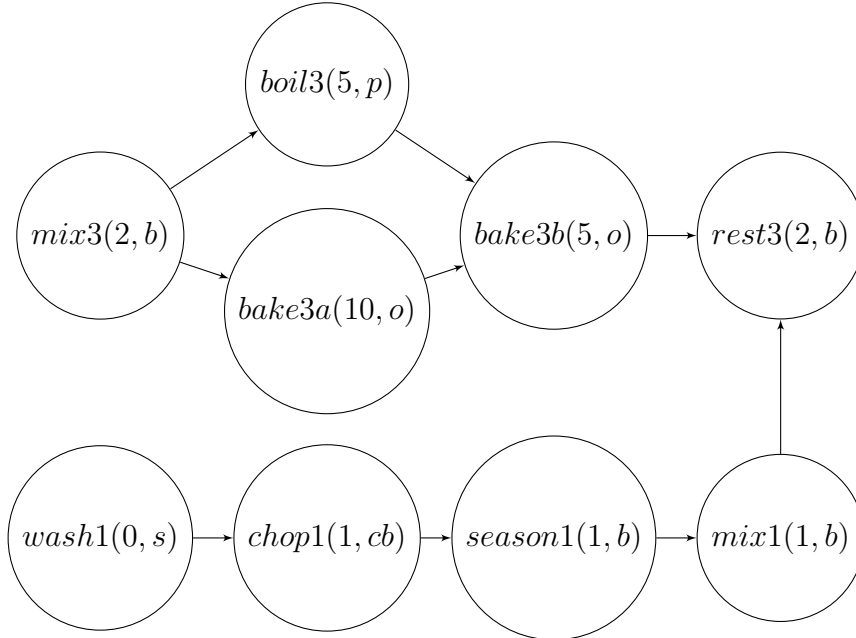 boil3(5, p)
mix3(2, b)
bake3b(5, o)
rest3(2, b)
bake3a(10, o)
wash1(0, s)
chop1(1, cb)
season1(1, b)
mix1(1, b)